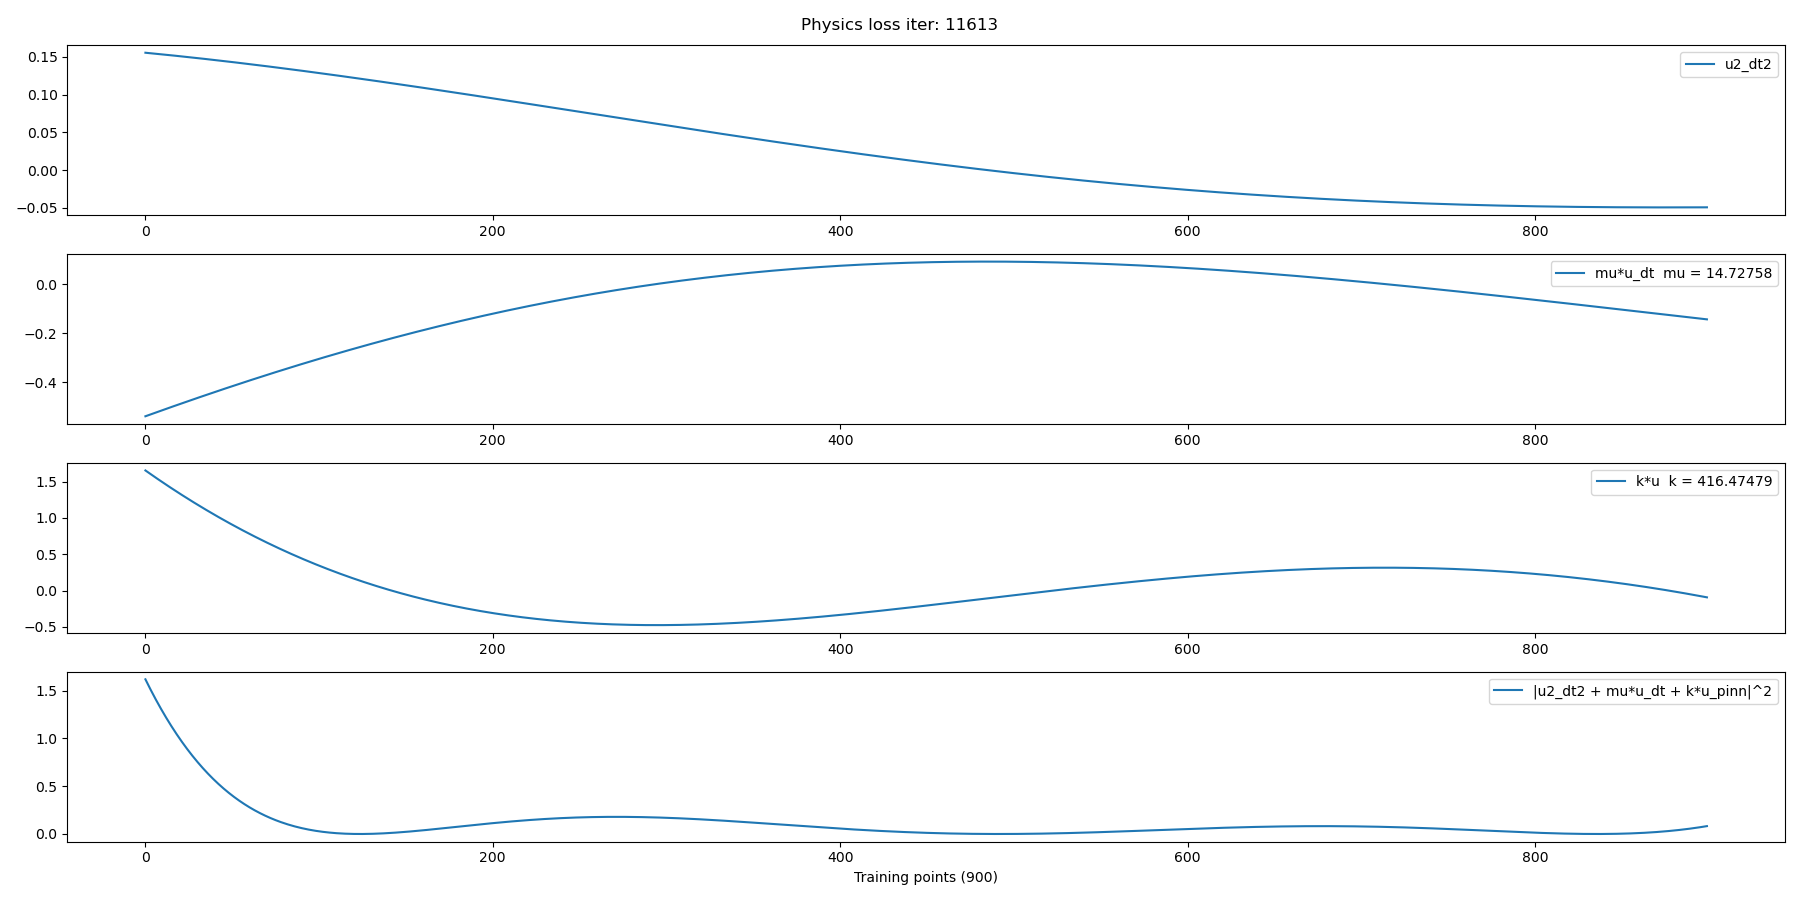 Physics loss iter: 11613
0.15
0.10
0.05
0.00
−0.05
u2_dt2
0 200 400 600 800
0.0
−0.2
−0.4
mu*u_dt  mu = 14.72758
0 200 400 600 800
1.5
1.0
0.5
0.0
−0.5
k*u  k = 416.47479
0 200 400 600 800
1.5
1.0
0.5
0.0
|u2_dt2 + mu*u_dt + k*u_pinn|^2
0 200 400 600 800
Training points (900)